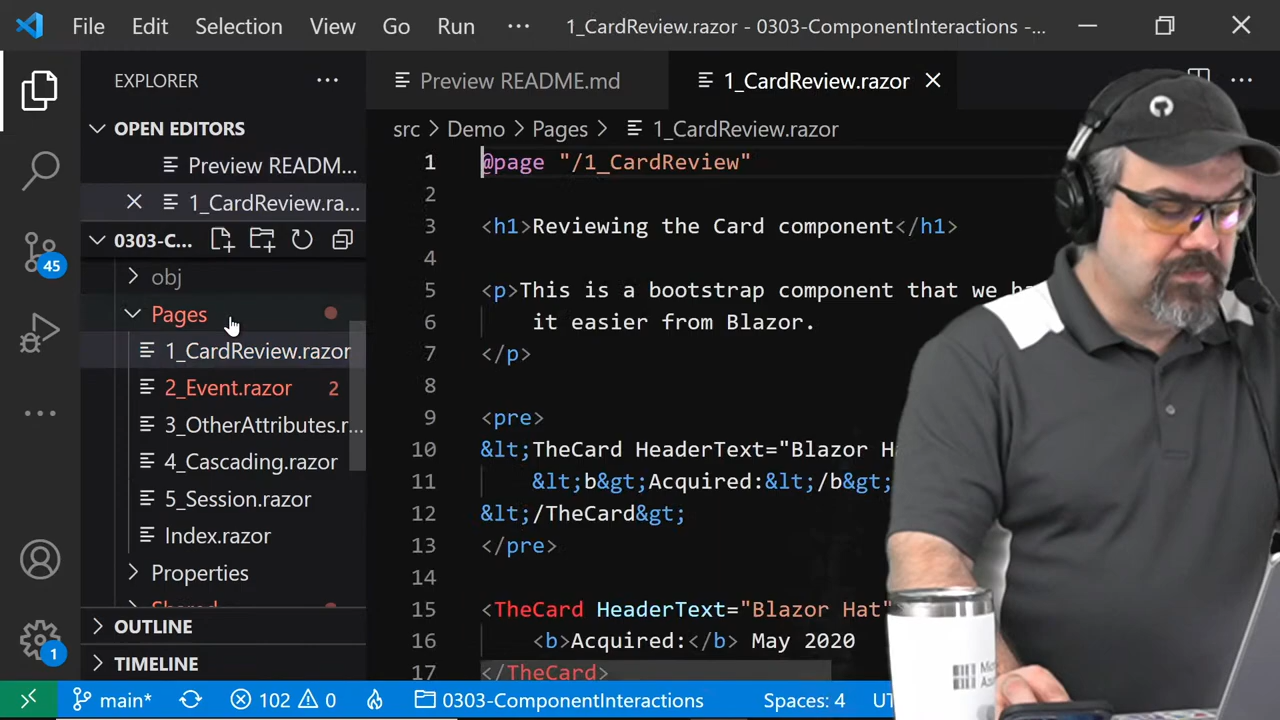 File Edit Selection View Go Run ··· 1_CardReview.razor - 0303-ComponentInteractions -...
EXPLORER ···
Preview README.md
1_CardReview.razor
···
OPEN EDITORS
Preview READM...
1_CardReview.ra...
0303-C...
obj
Pages
1_CardReview.razor
2_Event.razor 2
3_OtherAttributes.r...
4_Cascading.razor
5_Session.razor
Index.razor
Properties
Shared
OUTLINE
TIMELINE
45
1
src > Demo > Pages > 1_CardReview.razor
1 @page "/1_CardReview"
2
3 <h1>Reviewing the Card component</h1>
4
5 <p>This is a bootstrap component that we ha
6 it easier from Blazor.
7 </p>
8
9 <pre>
10 &lt;TheCard HeaderText="Blazor H
11 &lt;b&gt;Acquired:&lt;/b&gt;
12 &lt;/TheCard&gt;
13 </pre>
14
15 <TheCard HeaderText="Blazor Hat"
16 <b>Acquired:</b> May 2020
17 </TheCard>
main* 102 0 0303-ComponentInteractions Spaces: 4